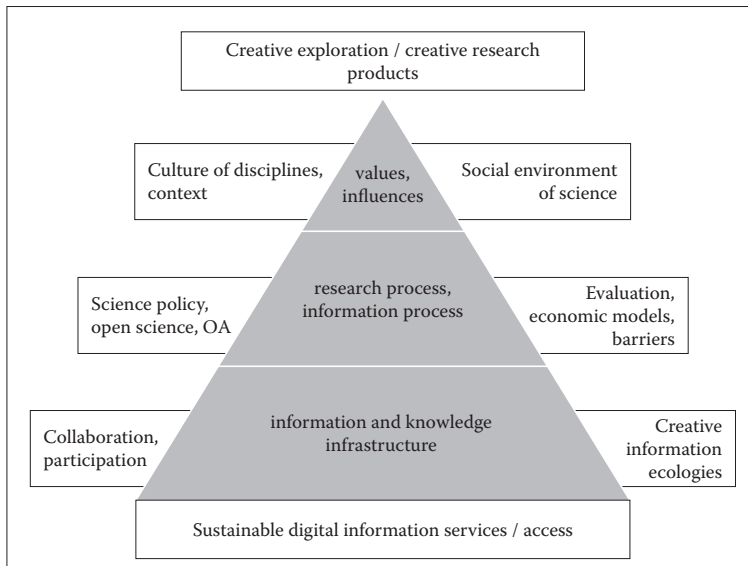 Creative exploration / creative research
products
Culture of disciplines,
context
values,
influences
Social environment
of science
Science policy,
open science, OA
research process,
information process
Evaluation,
economic models,
barriers
Collaboration,
participation
information and knowledge
infrastructure
Creative
information
ecologies
Sustainable digital information services / access